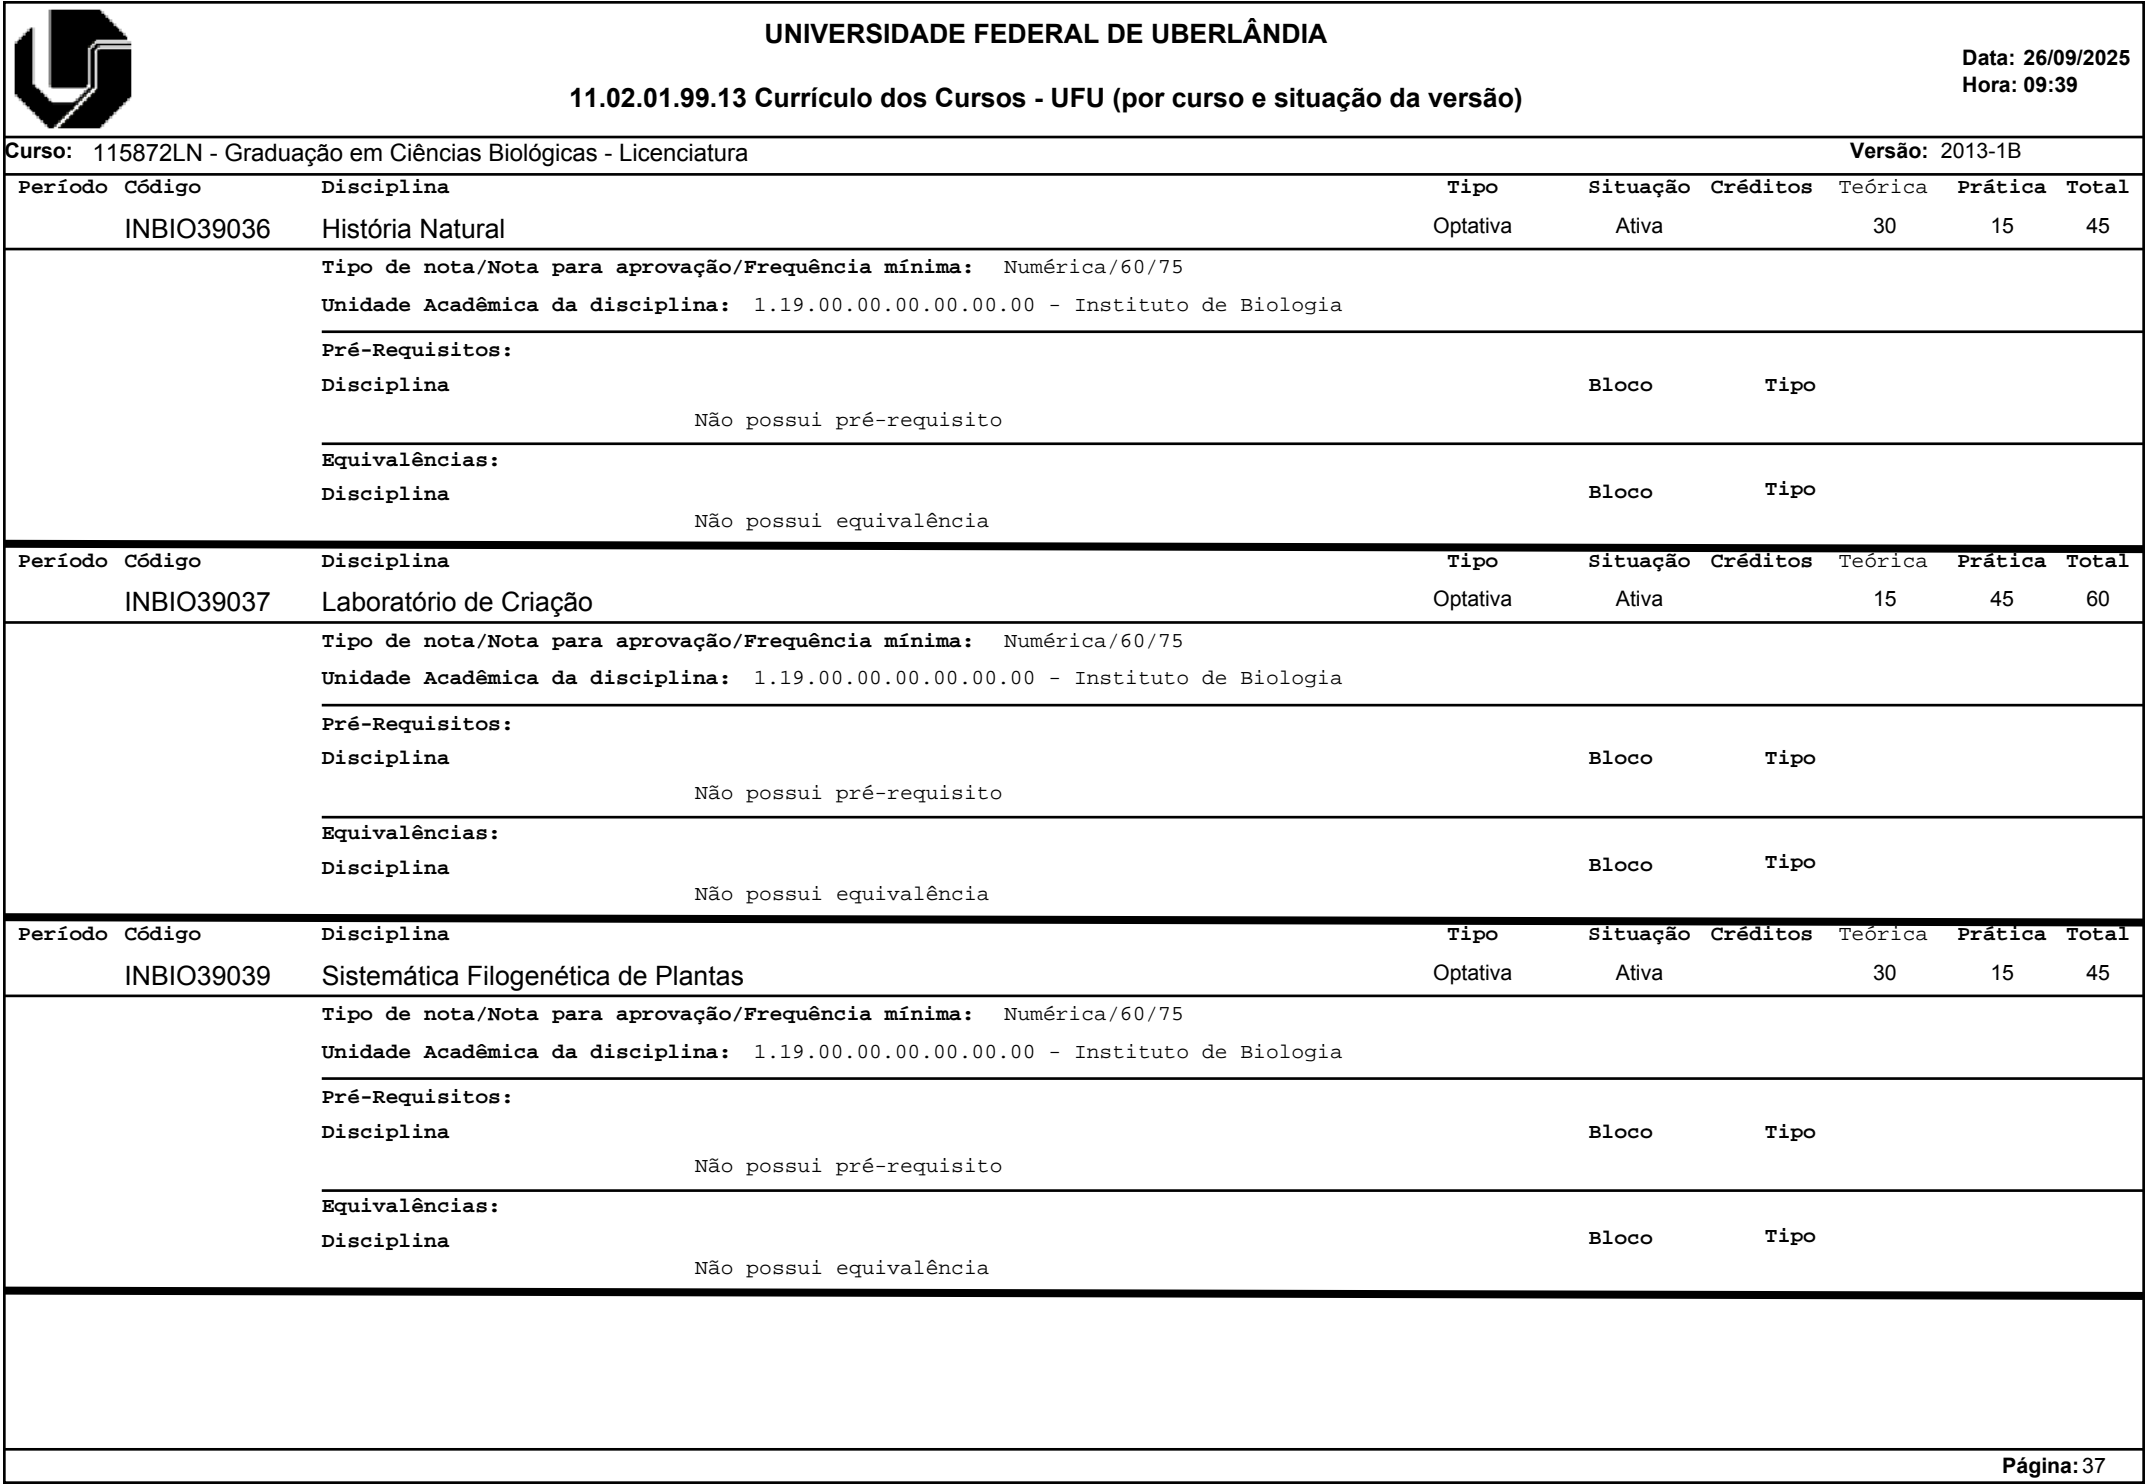 UNIVERSIDADE FEDERAL DE UBERLÂNDIA
Data: 26/09/2025
Hora: 09:39
11.02.01.99.13 Currículo dos Cursos - UFU (por curso e situação da versão)
Curso: 115872LN - Graduação em Ciências Biológicas - Licenciatura Versão: 2013-1B
Período Código Disciplina Tipo Situação Créditos Teórica Prática Total
INBIO39036 História Natural Optativa Ativa 30 15 45
Tipo de nota/Nota para aprovação/Frequência mínima: Numérica/60/75
Unidade Acadêmica da disciplina: 1.19.00.00.00.00.00.00 - Instituto de Biologia
Pré-Requisitos:
Disciplina Bloco Tipo
Não possui pré-requisito
Equivalências:
Disciplina Bloco Tipo
Não possui equivalência
Período Código Disciplina Tipo Situação Créditos Teórica Prática Total
INBIO39037 Laboratório de Criação Optativa Ativa 15 45 60
Tipo de nota/Nota para aprovação/Frequência mínima: Numérica/60/75
Unidade Acadêmica da disciplina: 1.19.00.00.00.00.00.00 - Instituto de Biologia
Pré-Requisitos:
Disciplina Bloco Tipo
Não possui pré-requisito
Equivalências:
Disciplina Bloco Tipo
Não possui equivalência
Período Código Disciplina Tipo Situação Créditos Teórica Prática Total
INBIO39039 Sistemática Filogenética de Plantas Optativa Ativa 30 15 45
Tipo de nota/Nota para aprovação/Frequência mínima: Numérica/60/75
Unidade Acadêmica da disciplina: 1.19.00.00.00.00.00.00 - Instituto de Biologia
Pré-Requisitos:
Disciplina Bloco Tipo
Não possui pré-requisito
Equivalências:
Disciplina Bloco Tipo
Não possui equivalência
Página: 37